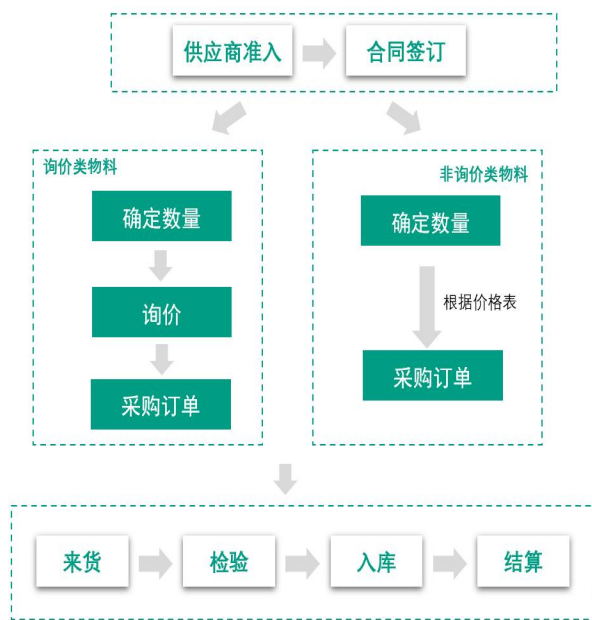 供应商准入
合同签订
询价类物料
确定数量
询价
采购订单
非询价类物料
确定数量
根据价格表
采购订单
来货
检验
入库
结算